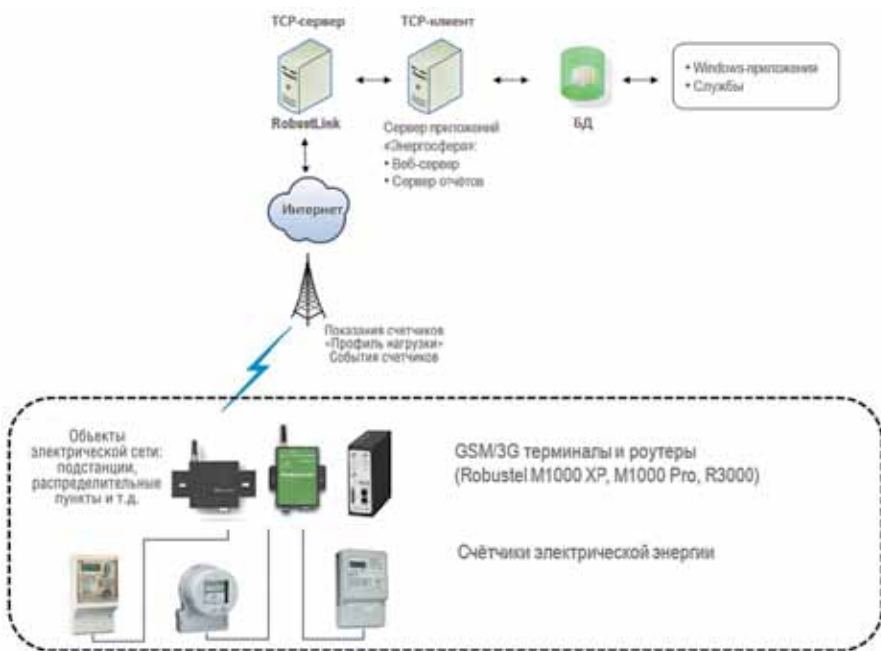 TCP-сервер
TCP-клиент
RobustLink
Сервер приложений
«Энергосфера»:
• Веб-сервер
• Сервер отчётов
БД
• Windows-приложения
• Службы
Интернет
Показания счетчиков
«Профиль нагрузки»
События счетчиков
Объекты
электрической сети:
подстанции,
распределительные
пункты и т.д.
GSM/3G терминалы и роутеры
(Robustel M1000 XP, M1000 Pro, R3000)
Счётчики электрической энергии